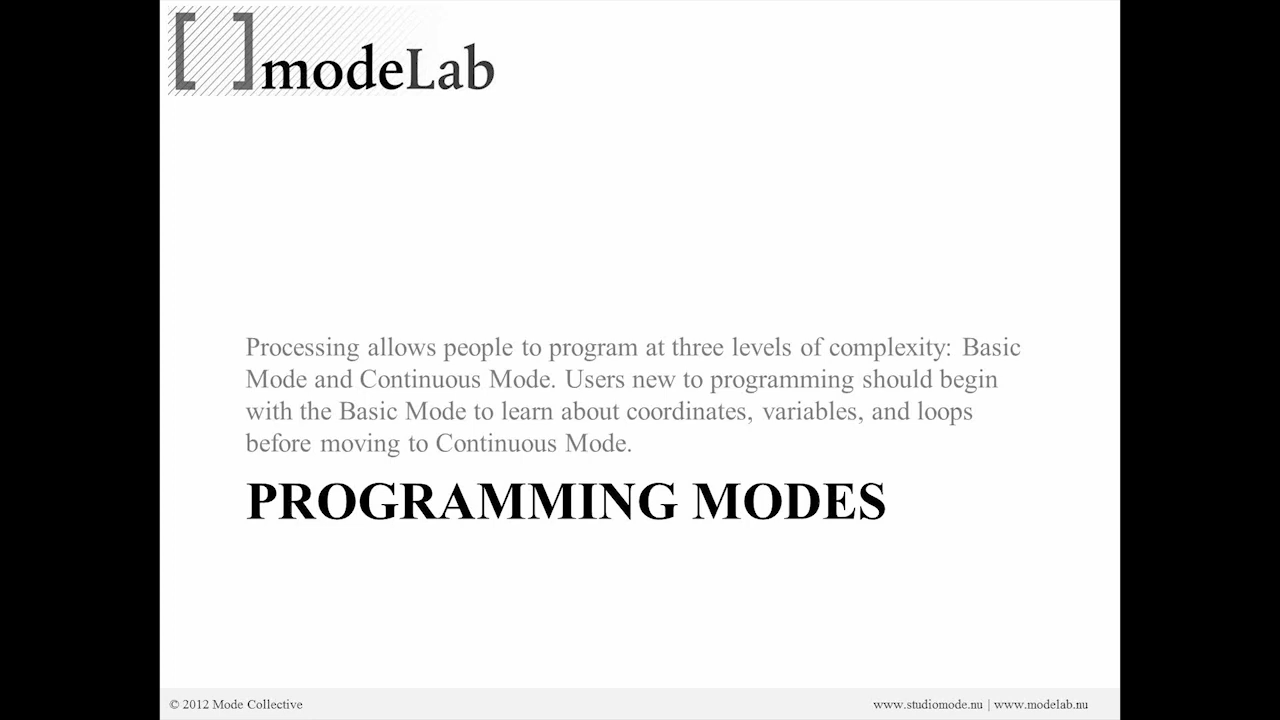 [ ]modeLab
Processing allows people to program at three levels of complexity: Basic
Mode and Continuous Mode. Users new to programming should begin
with the Basic Mode to learn about coordinates, variables, and loops
before moving to Continuous Mode.
PROGRAMMING MODES
© 2012 Mode Collective
www.studiomode.nu | www.modelab.nu